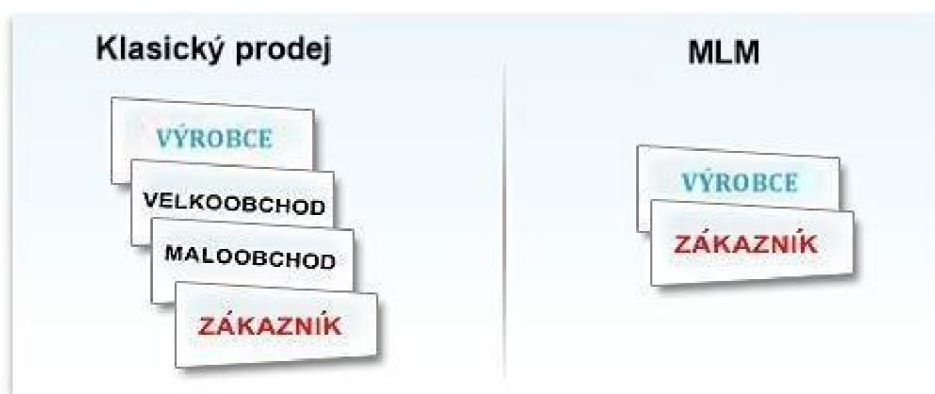 Klasický prodej
VÝROBCE
VELKOOBCHOD
MALOOBCHOD
ZÁKAZNÍK
MLM
VÝROBCE
ZÁKAZNÍK